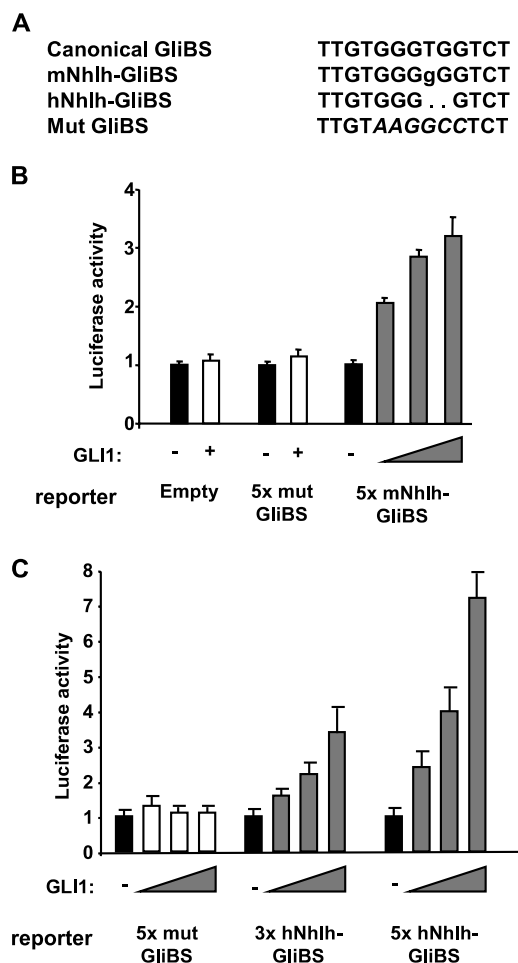 A
Canonical GliBS TTGTGGGTGGTCT
mNhlh-GliBS TTGTGGGgGGTCT
hNhlh-GliBS TTGTGGG . . GTCT
Mut GliBS TTGTAAGGCCTCT
B
Luciferase activity
4
3
2
1
0
GLI1: - + - + -
reporter Empty 5x mut GliBS 5x mNhlh-GliBS
C
Luciferase activity
8
7
6
5
4
3
2
1
0
GLI1: - - -
reporter 5x mut GliBS 3x hNhlh-GliBS 5x hNhlh-GliBS